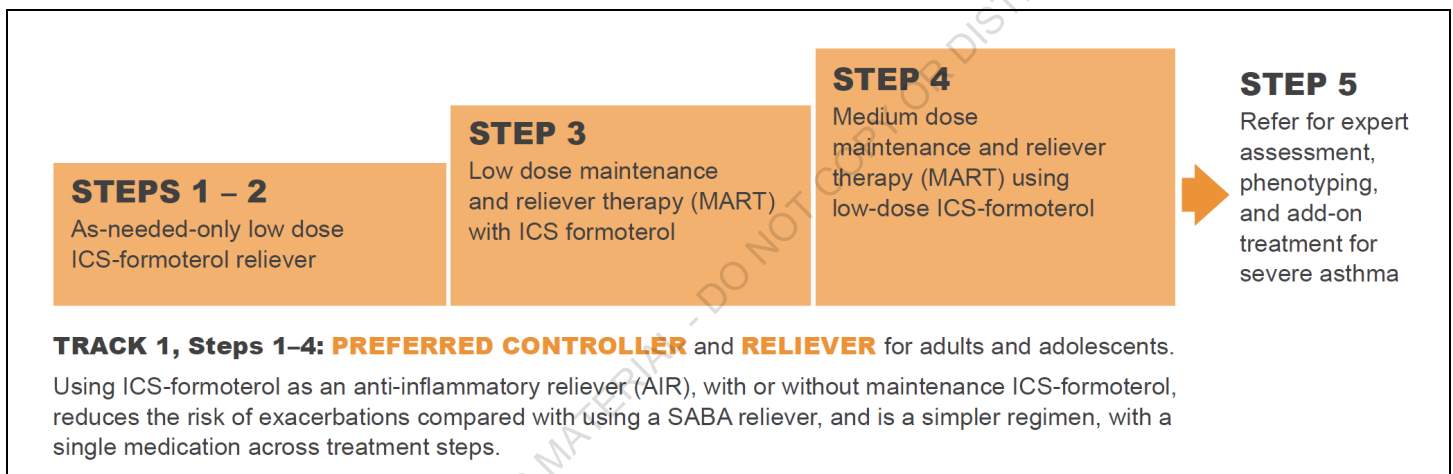 STEPS 1 – 2
As-needed-only low dose
ICS-formoterol reliever
STEP 3
Low dose maintenance
and reliever therapy (MART)
with ICS formoterol
STEP 4
Medium dose
maintenance and reliever
therapy (MART) using
low-dose ICS-formoterol
STEP 5
Refer for expert
assessment,
phenotyping,
and add-on
treatment for
severe asthma
TRACK 1, Steps 1–4: PREFERRED CONTROLLER and RELIEVER for adults and adolescents.
Using ICS-formoterol as an anti-inflammatory reliever (AIR), with or without maintenance ICS-formoterol,
reduces the risk of exacerbations compared with using a SABA reliever, and is a simpler regimen, with a
single medication across treatment steps.
MATERIAL - DO NOT COPY OR